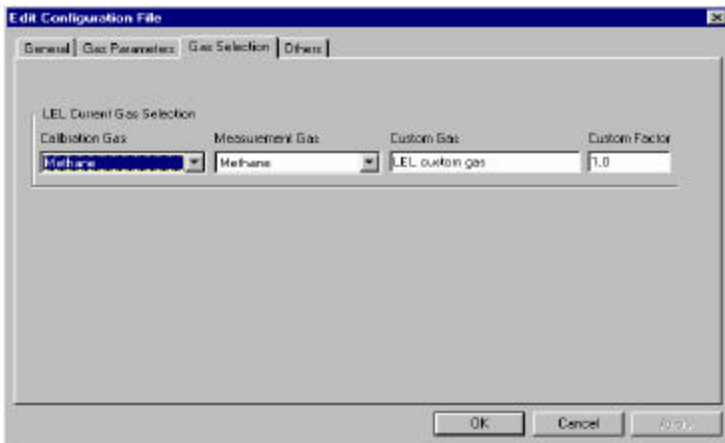 Edit Configuration File
General Gas Parameters Gas Selection Others
LEL Current Gas Selection
Calibration Gas Measurement Gas Custom Gas Custom Factor
Methane Methane LEL custom gas 1.0
OK Cancel Apply